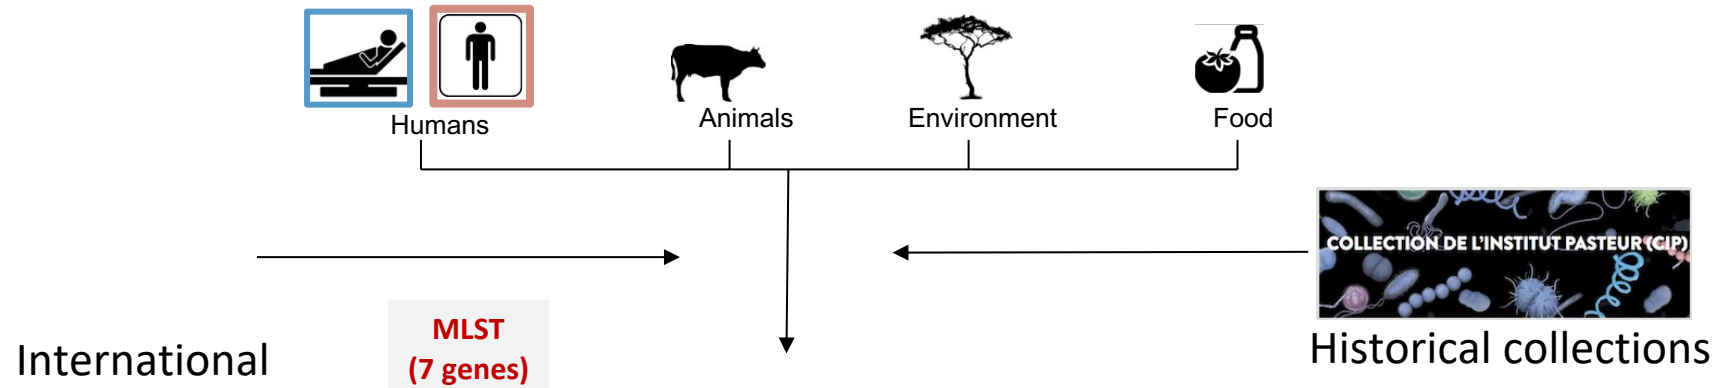 Humans
Animals
Environment
Food
COLLECTION DE L'INSTITUT PASTEUR (CIP)
MLST
(7 genes)
International
Historical collections